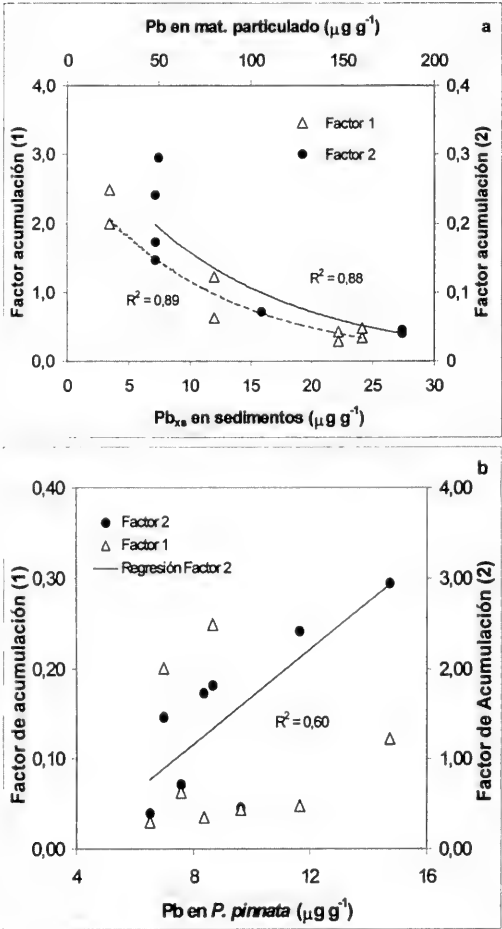 Pb en mat. particulado (µg g⁻¹)
a
0 50 100 150 200
4,0
3,0
2,0
1,0
0,0
Factor acumulación (1)
0,4
0,3
0,2
0,1
0
Factor acumulación (2)
Factor 1
Factor 2
R² = 0,89
R² = 0,88
0 5 10 15 20 25 30
Pbxs en sedimentos (µg g⁻¹)
b
0,40
0,30
0,20
0,10
0,00
Factor de acumulación (1)
4,00
3,00
2,00
1,00
0,00
Factor de Acumulación (2)
Factor 2
Factor 1
Regresión Factor 2
R² = 0,60
4 8 12 16
Pb en P. pinnata (µg g⁻¹)